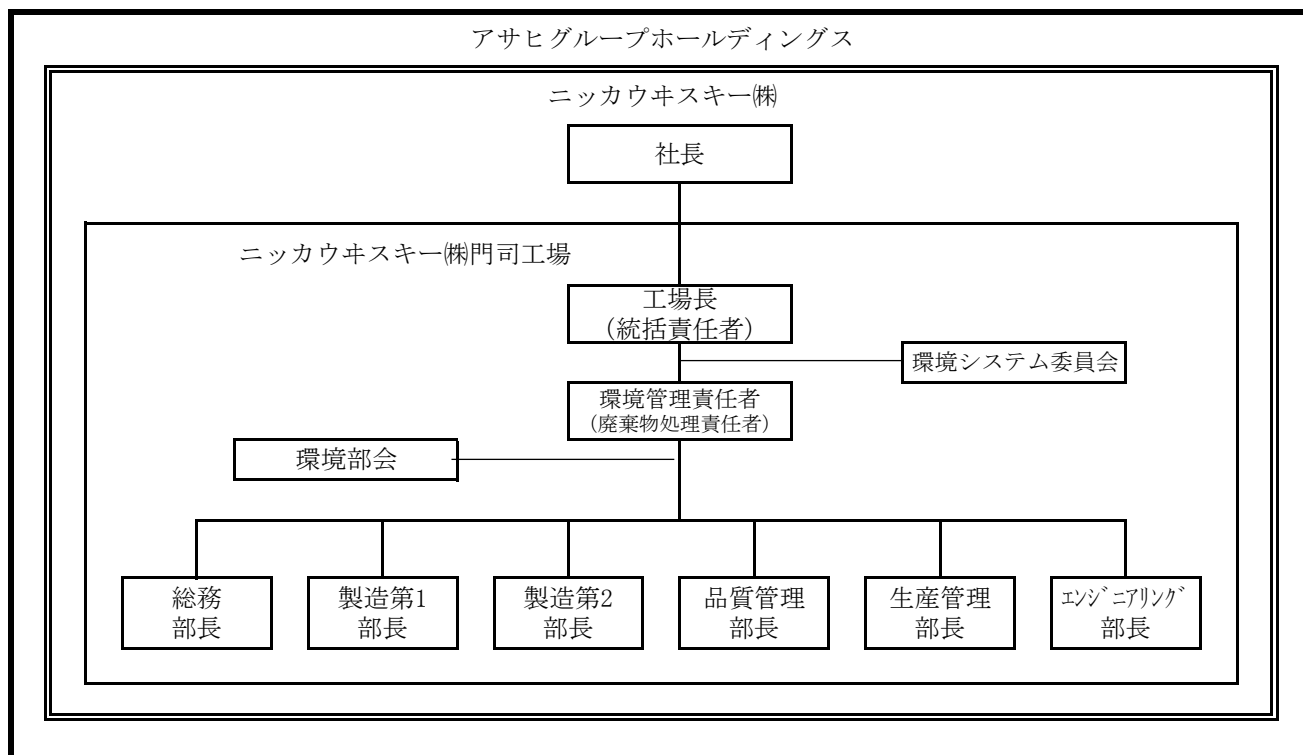 アサヒグループホールディングス
ニッカウヰスキー㈱
社長
ニッカウヰスキー㈱門司工場
工場長
（統括責任者）
環境システム委員会
環境管理責任者
（廃棄物処理責任者）
環境部会
総務
部長
製造第1
部長
製造第2
部長
品質管理
部長
生産管理
部長
ｴﾝｼﾞﾆｱﾘﾝｸﾞ
部長